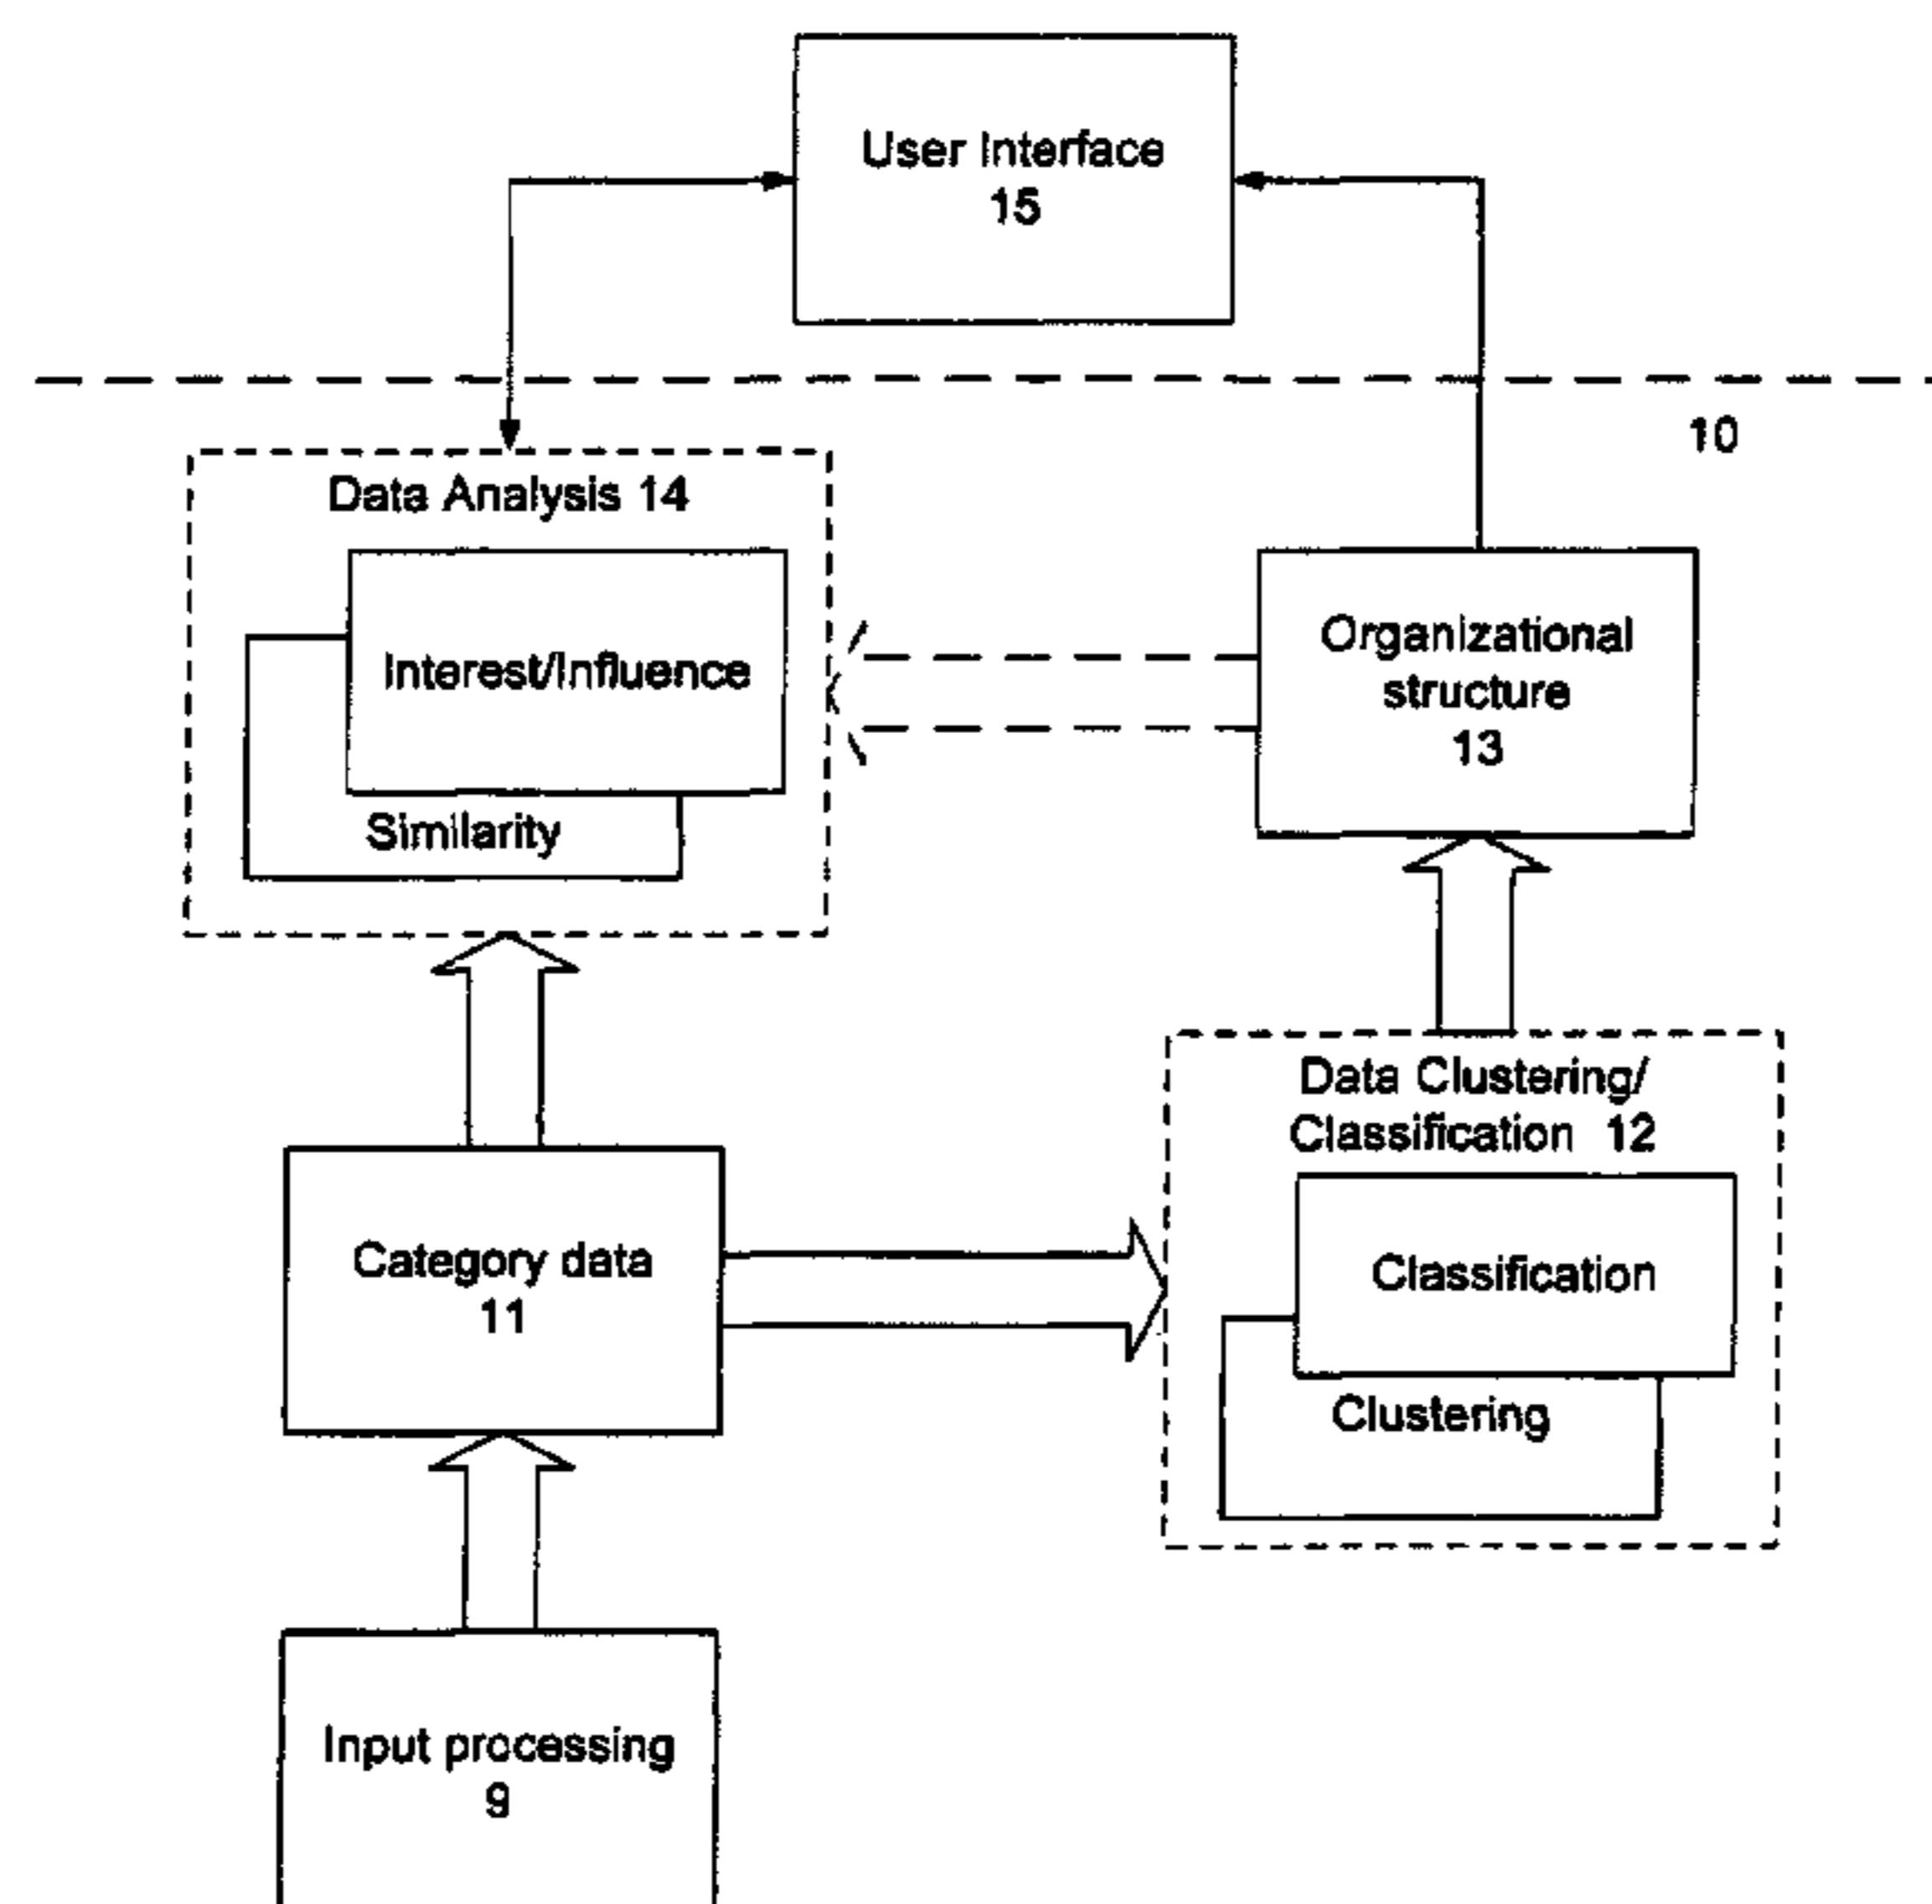 User Interface
15
10
Data Analysis 14
Interest/Influence
Similarity
Organizational
structure
13
Data Clustering/
Classification 12
Classification
Clustering
Category data
11
Input processing
9